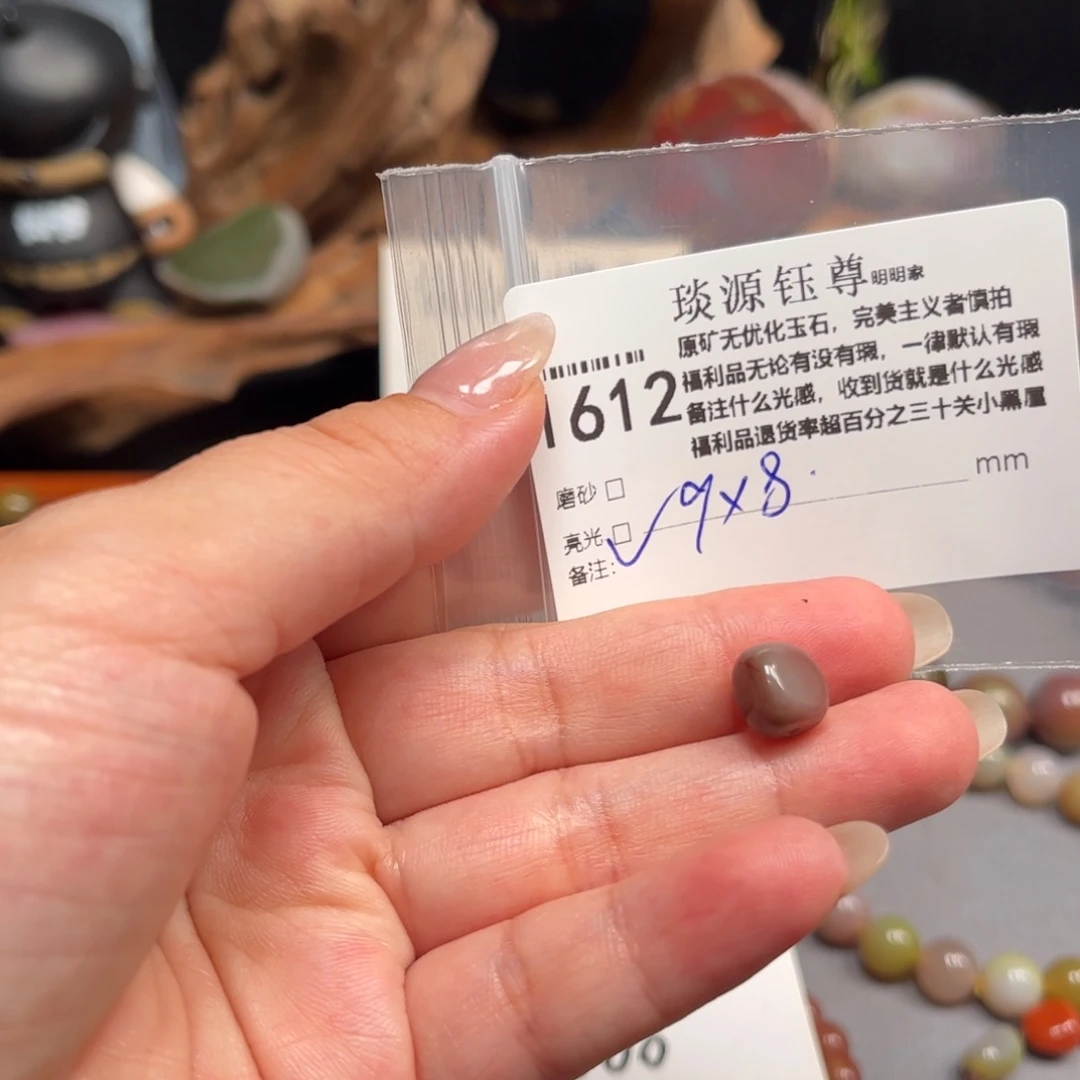 琰源钰尊明明家
原矿无优化玉石，完美主义者慎拍
福利品无论有没有瑕，一律默认有瑕
备注什么光感，收到货就是什么光感
福利品退货率超百分之三十关小黑屋
1612
磨砂 □ mm
亮光 □ ✓ 9x8
备注: